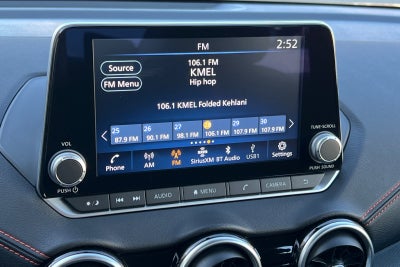 FM 2:52
Source
FM Menu
106.1 FM
KMEL
Hip hop
106.1 KMEL Folded Kehlani
25 26 27 28 29 30
87.9 FM 90.1 FM 98.1 FM 106.1 FM 107.9 FM 107.9 FM
Phone AM FM SiriusXM BT Audio USB1 Settings
VOL
PUSH
TUNE·SCROLL
PUSH SOUND
AUDIO MENU CAMERA